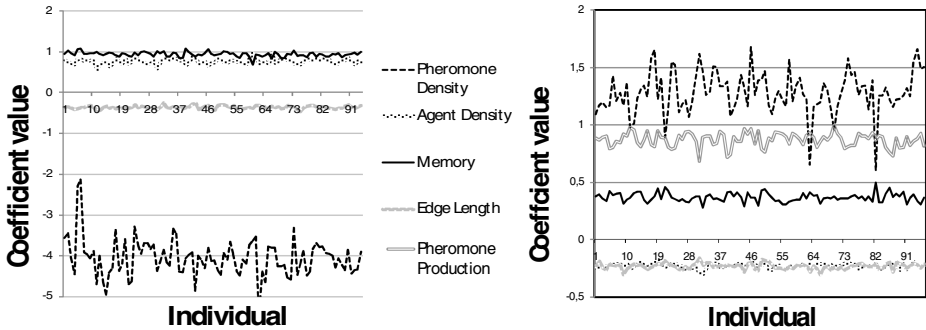 2
1
0
1 10 19 28 37 46 55 64 73 82 91
-1
-2
-3
-4
-5
Coefficient value
Individual
Pheromone
Density
Agent Density
Memory
Edge Length
Pheromone
Production
2
1,5
1
0,5
0
1 10 19 28 37 46 55 64 73 82 91
-0,5
Coeffcient value
Individual